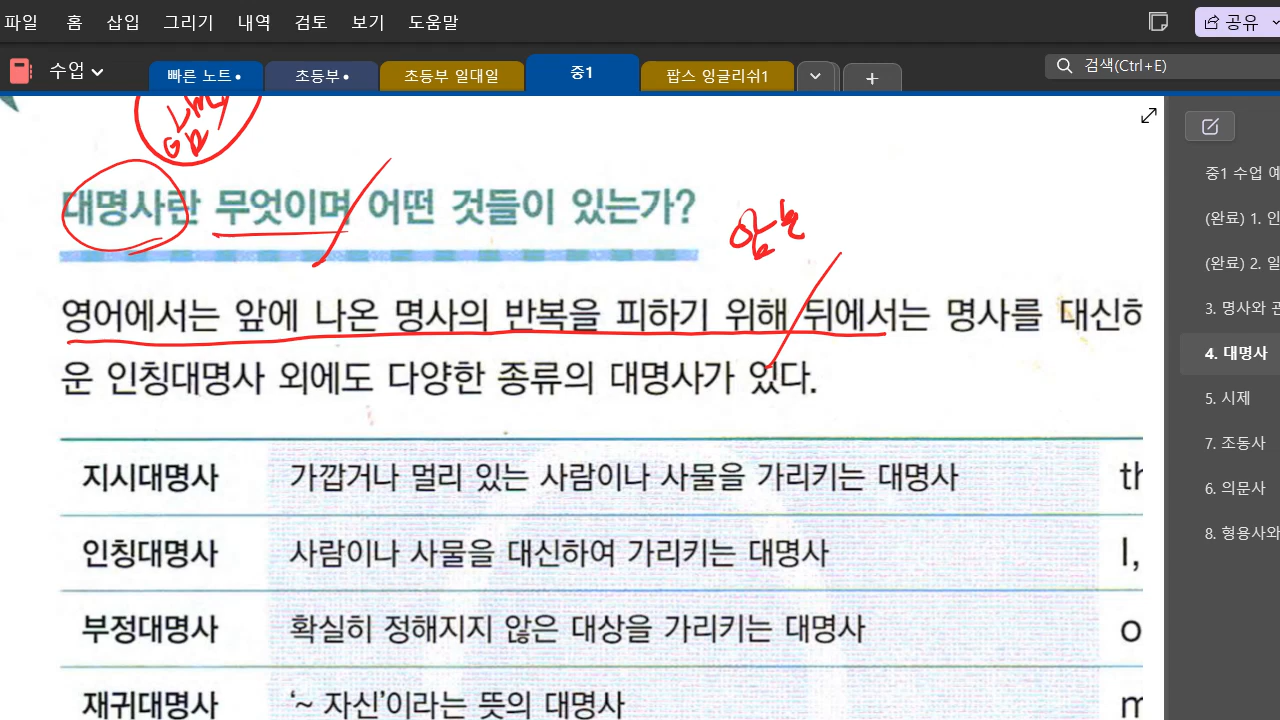 파일 홈 삽입 그리기 내역 검토 보기 도움말 공유
수업 빠른 노트 초등부 초등부 일대일 중1 팝스 잉글리쉬1 + 검색(Ctrl+E)
대명사란 무엇이며 어떤 것들이 있는가?
영어에서는 앞에 나온 명사의 반복을 피하기 위해 뒤에서는 명사를 대신하
운 인칭대명사 외에도 다양한 종류의 대명사가 있다.
지시대명사 가깝거나 멀리 있는 사람이나 사물을 가리키는 대명사 th
인칭대명사 사람이나 사물을 대신하여 가리키는 대명사 I,
부정대명사 확실히 정해지지 않은 대상을 가리키는 대명사 o
재귀대명사 ‘~ 자신’이라는 뜻의 대명사 m
중1 수업 예
(완료) 1. 인
(완료) 2. 일
3. 명사와 관
4. 대명사
5. 시제
7. 조동사
6. 의문사
8. 형용사와